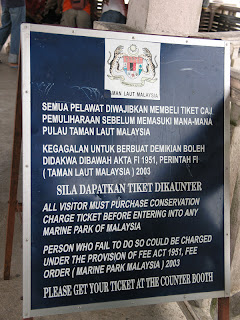 TAMAN LAUT MALAYSIA
SEMUA PELAWAT DIWAJIBKAN MEMBELI TIKET CAJ
PEMULIHARAAN SEBELUM MEMASUKI MANA-MANA
PULAU TAMAN LAUT MALAYSIA
KEGAGALAN UNTUK BERBUAT DEMIKIAN BOLEH
DIDAKWA DIBAWAH AKTA FI 1951, PERINTAH FI
( TAMAN LAUT MALAYSIA ) 2003
SILA DAPATKAN TIKET DIKAUNTER
ALL VISITOR MUST PURCHASE CONSERVATION
CHARGE TICKET BEFORE ENTERING INTO ANY
MARINE PARK OF MALAYSIA
PERSON WHO FAIL TO DO SO COULD BE CHARGED
UNDER THE PROVISION OF FEE ACT 1951, FEE
ORDER ( MARINE PARK MALAYSIA ) 2003
PLEASE GET YOUR TICKET AT THE COUNTER BOOTH